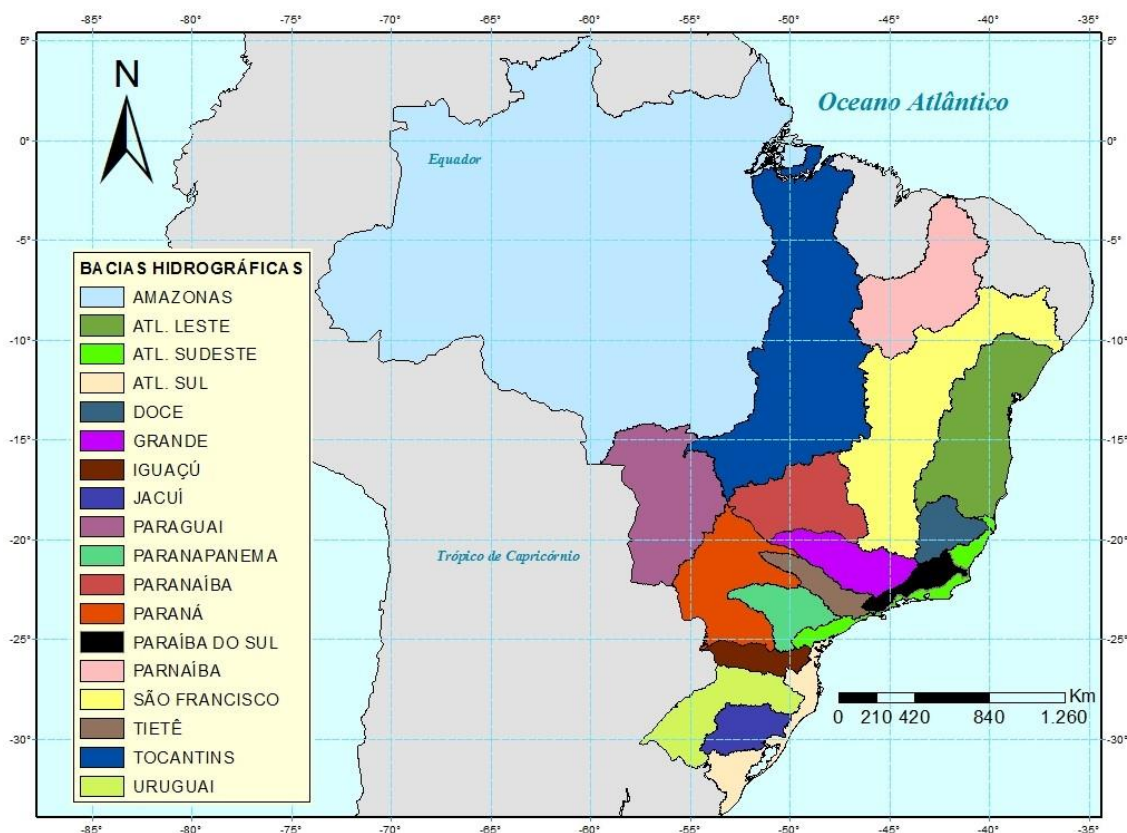 -85° -80° -75° -70° -65° -60° -55° -50° -45° -40° -35°
5° 5°
N
Oceano Atlântico
0° 0°
Equador
-5° -5°
BACIAS HIDROGRÁFICAS
AMAZONAS
ATL. LESTE
ATL. SUDESTE
ATL. SUL
DOCE
GRANDE
IGUAÇÚ
JACUÍ
PARAGUAI
PARANAPANEMA
PARANAÍBA
PARANÁ
PARAÍBA DO SUL
PARNAÍBA
SÃO FRANCISCO
TIETÊ
TOCANTINS
URUGUAI
-10° -10°
-15° -15°
Trópico de Capricórnio
-20° -20°
-25° -25°
Km
0 210 420 840 1.260
-30° -30°
-85° -80° -75° -70° -65° -60° -55° -50° -45° -40° -35°